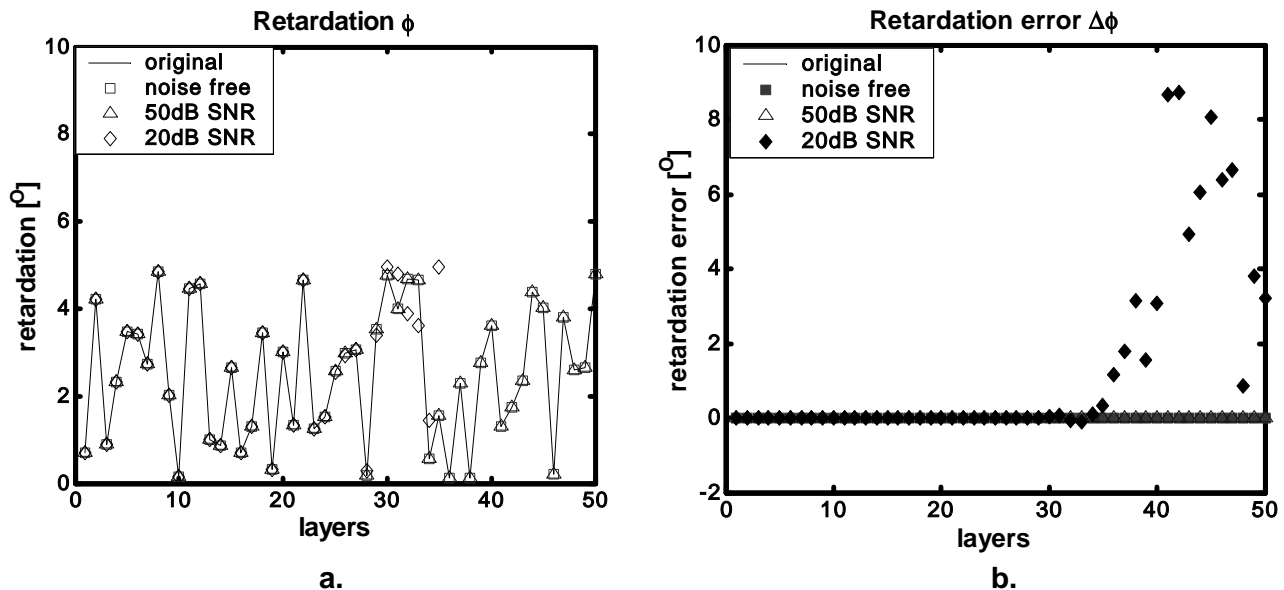 Retardation ϕ
10
8
6
4
2
0
retardation [O]
original
noise free
50dB SNR
20dB SNR
0 10 20 30 40 50
layers
a.
Retardation error Δϕ
10
8
6
4
2
0
-2
retardation error [O]
original
noise free
50dB SNR
20dB SNR
0 10 20 30 40 50
layers
b.